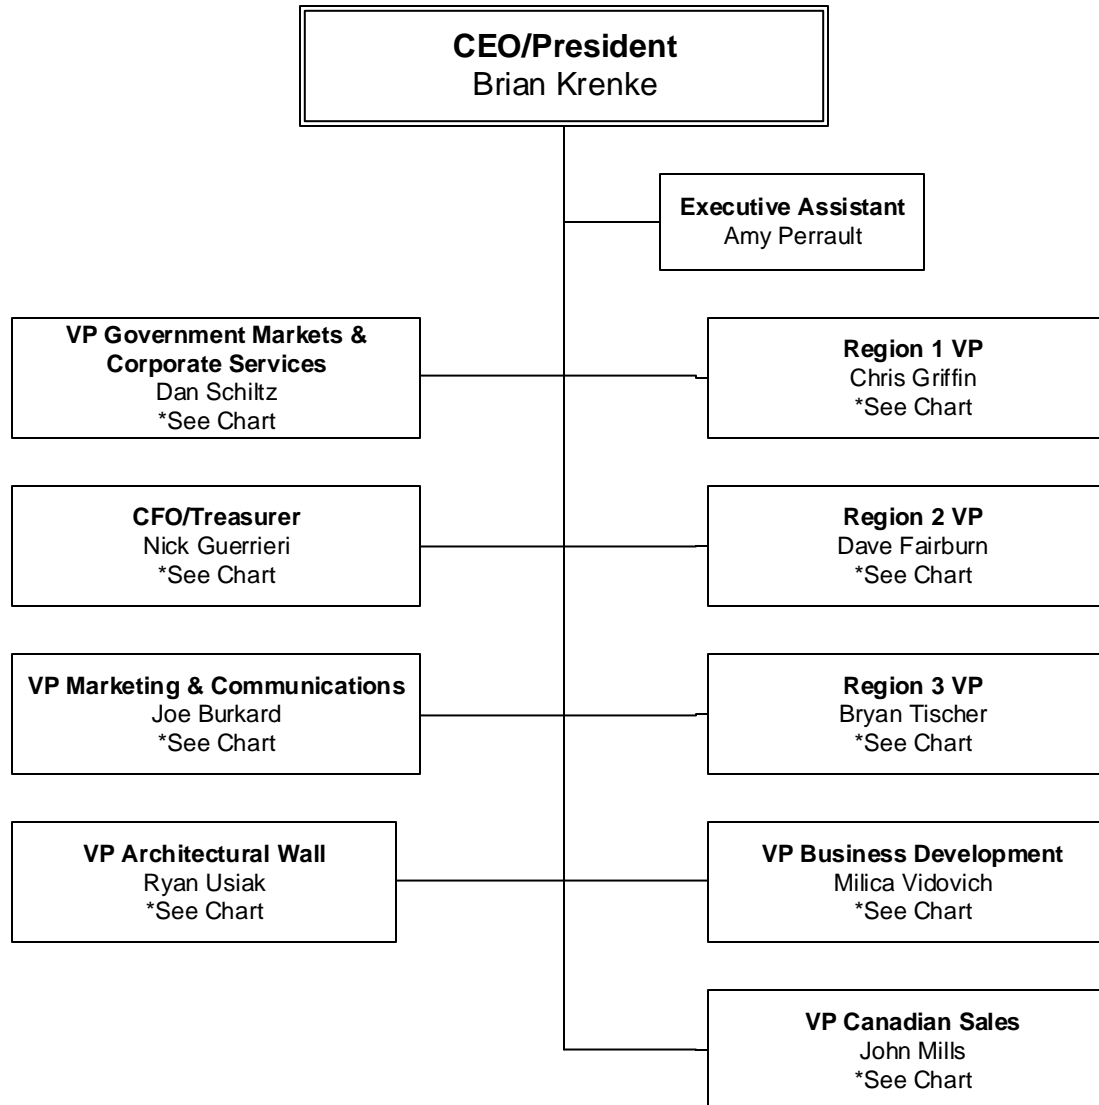 CEO/President
Brian Krenke
Executive Assistant
Amy Perrault
VP Government Markets &
Corporate Services
Dan Schiltz
*See Chart
Region 1 VP
Chris Griffin
*See Chart
CFO/Treasurer
Nick Guerrieri
*See Chart
Region 2 VP
Dave Fairburn
*See Chart
VP Marketing & Communications
Joe Burkard
*See Chart
Region 3 VP
Bryan Tischer
*See Chart
VP Architectural Wall
Ryan Usiak
*See Chart
VP Business Development
Milica Vidovich
*See Chart
VP Canadian Sales
John Mills
*See Chart